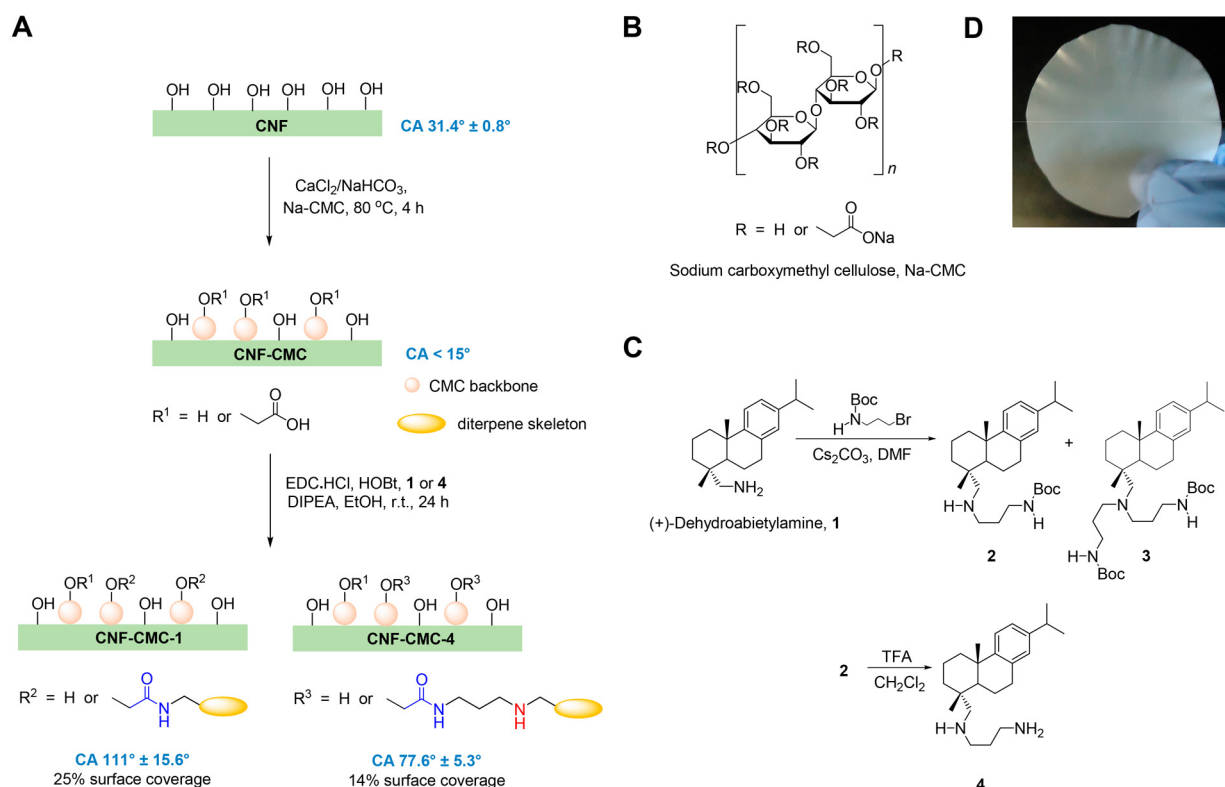 A
OH OH OH OH OH OH
CNF
CA 31.4° ± 0.8°
CaCl₂/NaHCO₃,
Na-CMC, 80 °C, 4 h
OR¹ OR¹ OR¹
OH OH OH
CNF-CMC
CA < 15°
CMC backbone
diterpene skeleton
R¹ = H or
O
OH
EDC.HCl, HOBt, 1 or 4
DIPEA, EtOH, r.t., 24 h
OR¹ OR² OR²
OH OH OH
CNF-CMC-1
R² = H or
O
N
H
CA 111° ± 15.6°
25% surface coverage
OR¹ OR³ OR³
OH OH OH
CNF-CMC-4
R³ = H or
O
N
H
N
H
CA 77.6° ± 5.3°
14% surface coverage
B
RO
OR
RO
RO
O
O
R
RO
O
OR
O
RO
OR
O
RO
OR
n
R = H or
O
ONa
Sodium carboxymethyl cellulose, Na-CMC
D
C
NH₂
(+)-Dehydroabietylamine, 1
Boc
N
H
Br
Cs₂CO₃, DMF
H
N
Boc
N
H
2
+
N
Boc
N
H
H-N
Boc
3
2
TFA
CH₂Cl₂
H
N
NH₂
4